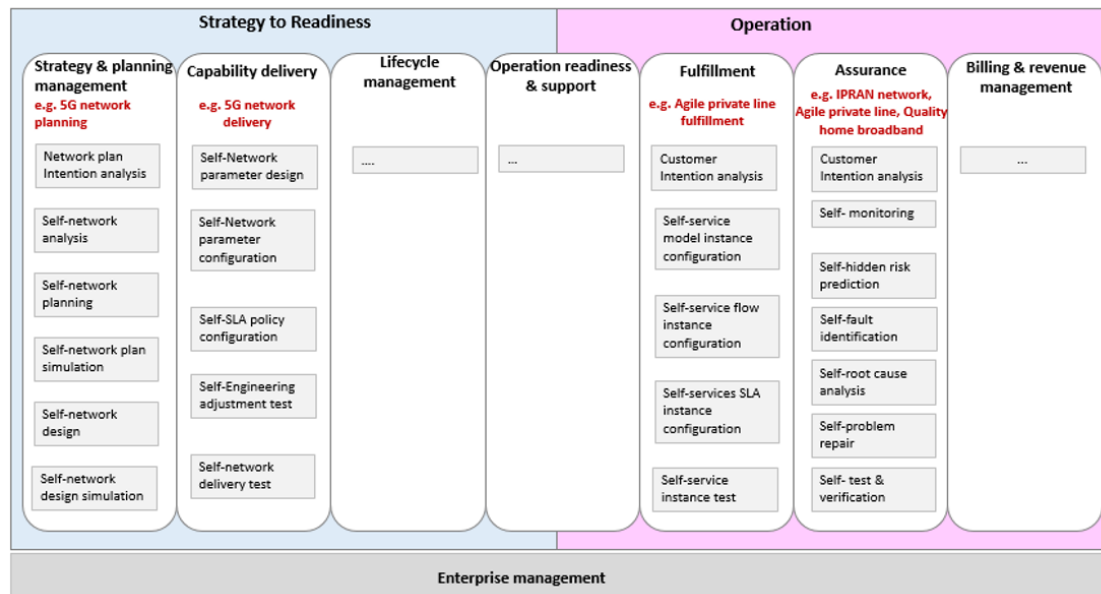 Strategy to Readiness
Operation
Strategy & planning
management
e.g. 5G network
planning
Network plan
Intention analysis
Self-network
analysis
Self-network
planning
Self-network plan
simulation
Self-network
design
Self-network
design simulation
Capability delivery
e.g. 5G network
delivery
Self-Network
parameter design
Self-Network
parameter
configuration
Self-SLA policy
configuration
Self-Engineering
adjustment test
Self-network
delivery test
Lifecycle
management
....
Operation readiness
& support
...
Fulfillment
e.g. Agile private line
fulfillment
Customer
Intention analysis
Self-service
model instance
configuration
Self-service flow
instance
configuration
Self-services SLA
instance
configuration
Self-service
instance test
Assurance
e.g. IPRAN network,
Agile private line, Quality
home broadband
Customer
Intention analysis
Self- monitoring
Self-hidden risk
prediction
Self-fault
identification
Self-root cause
analysis
Self-problem
repair
Self- test &
verification
Billing & revenue
management
...
Enterprise management